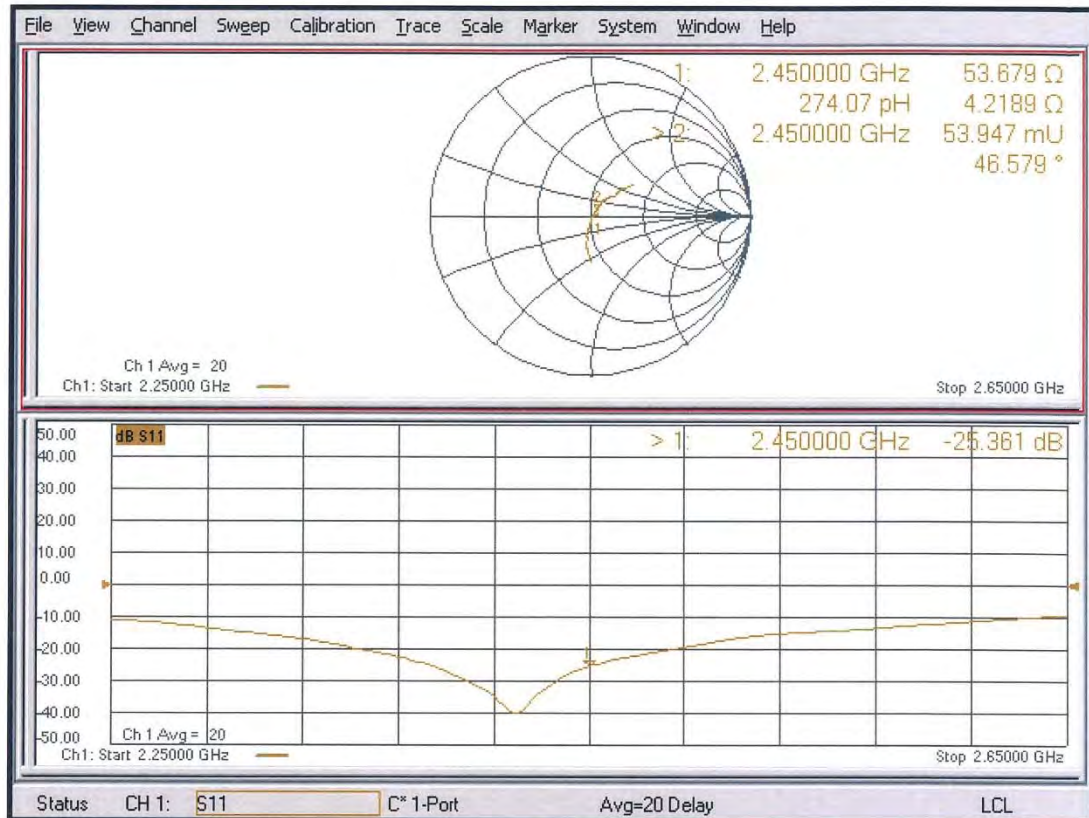 File View Channel Sweep Calibration Trace Scale Marker System Window Help
1: 2.450000 GHz 53.679 Ω
274.07 pH 4.2189 Ω
> 2: 2.450000 GHz 53.947 mU
46.579 °
2
1
Ch 1 Avg = 20
Ch1: Start 2.25000 GHz
Stop 2.65000 GHz
50.00
dB S11
> 1: 2.450000 GHz -25.361 dB
40.00
30.00
20.00
10.00
0.00
-10.00
-20.00
1
-30.00
-40.00
-50.00
Ch 1 Avg = 20
Ch1: Start 2.25000 GHz
Stop 2.65000 GHz
Status CH 1: S11 C* 1-Port Avg=20 Delay LCL